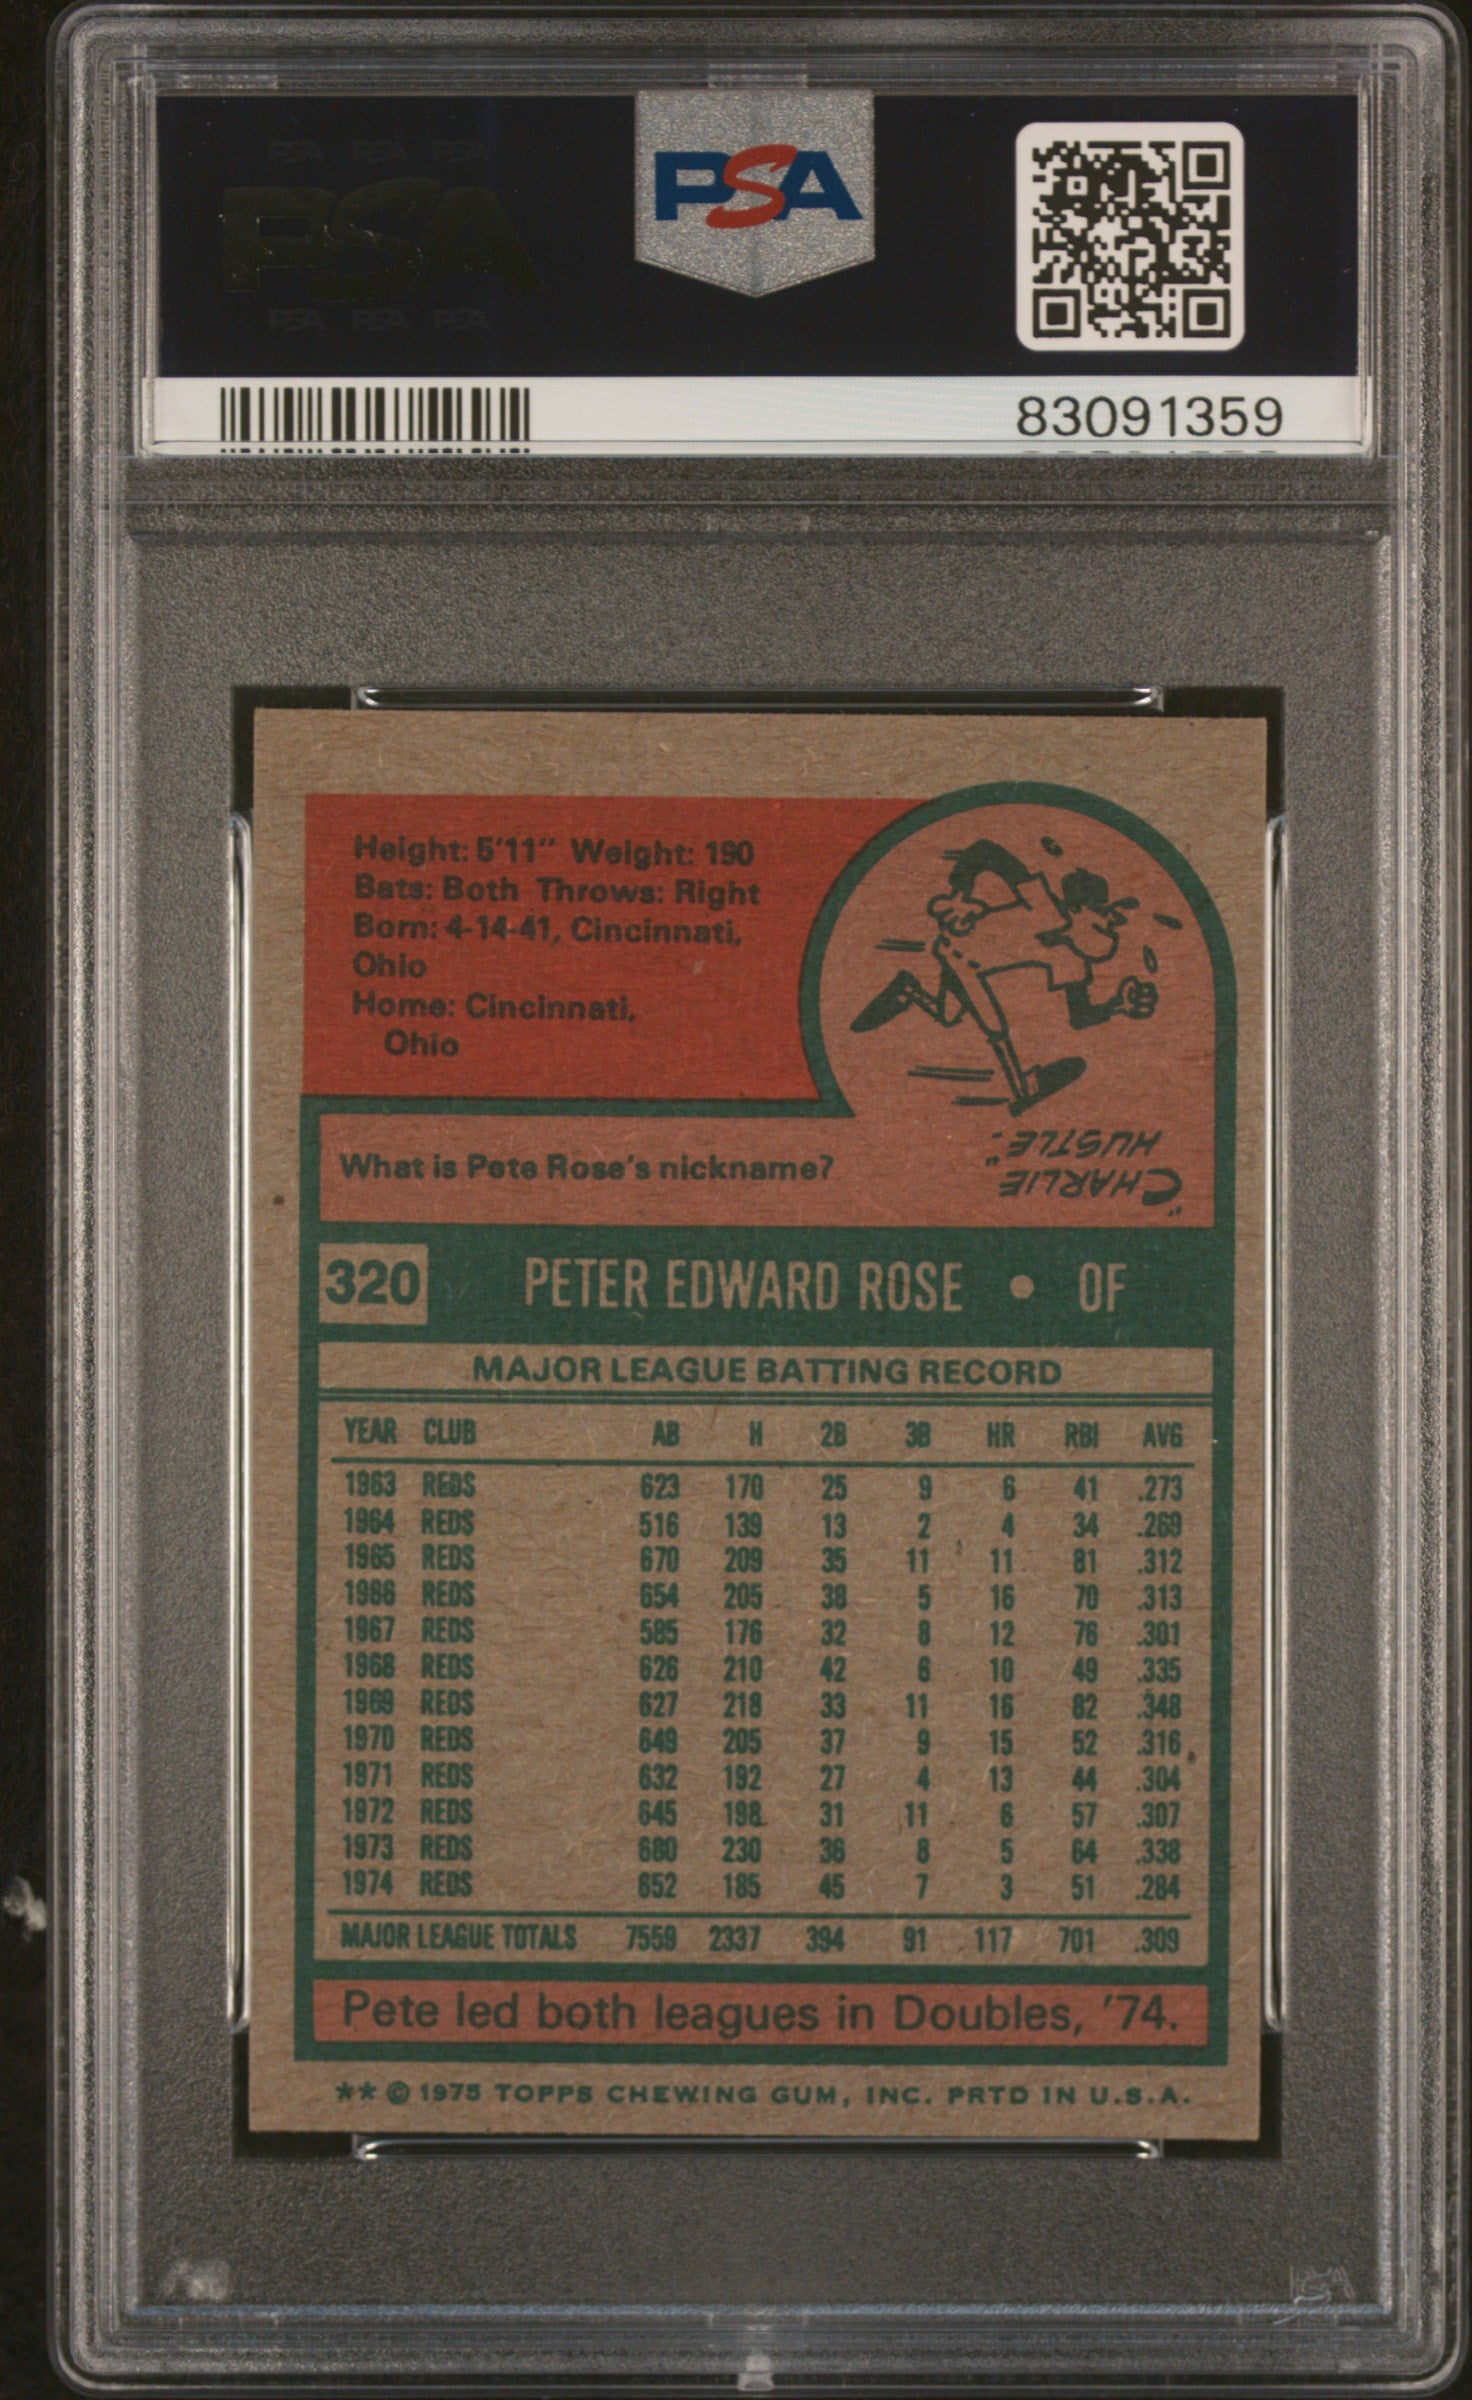 PSA PSA PSA
PSA
PSA PSA PSA
PSA
83091359
Height: 5'11" Weight: 190
Bats: Both Throws: Right
Born: 4-14-41, Cincinnati,
Ohio
Home: Cincinnati,
Ohio
What is Pete Rose's nickname?
"CHARLIE
HUSTLE".
320 PETER EDWARD ROSE • OF
MAJOR LEAGUE BATTING RECORD
YEAR CLUB AB H 2B 3B HR RBI AVG
1963 REDS 623 170 25 9 6 41 .273
1964 REDS 516 139 13 2 4 34 .269
1965 REDS 670 209 35 11 11 81 .312
1966 REDS 654 205 38 5 16 70 .313
1967 REDS 585 176 32 8 12 76 .301
1968 REDS 626 210 42 6 10 49 .335
1969 REDS 627 218 33 11 16 82 .348
1970 REDS 649 205 37 9 15 52 .316
1971 REDS 632 192 27 4 13 44 .304
1972 REDS 645 198 31 11 6 57 .307
1973 REDS 680 230 36 8 5 64 .338
1974 REDS 652 185 45 7 3 51 .284
MAJOR LEAGUE TOTALS 7559 2337 394 91 117 701 .309
Pete led both leagues in Doubles, '74.
** © 1975 TOPPS CHEWING GUM, INC. PRTD IN U.S.A.
PSA